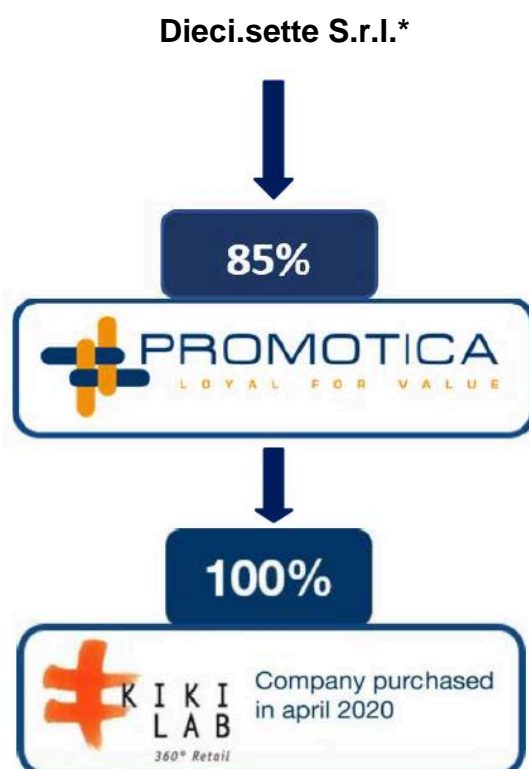 Dieci.sette S.r.l.*
85%
PROMOTICA
LOYAL FOR VALUE
100%
KIKI
LAB
360° Retail
Company purchased
in april 2020